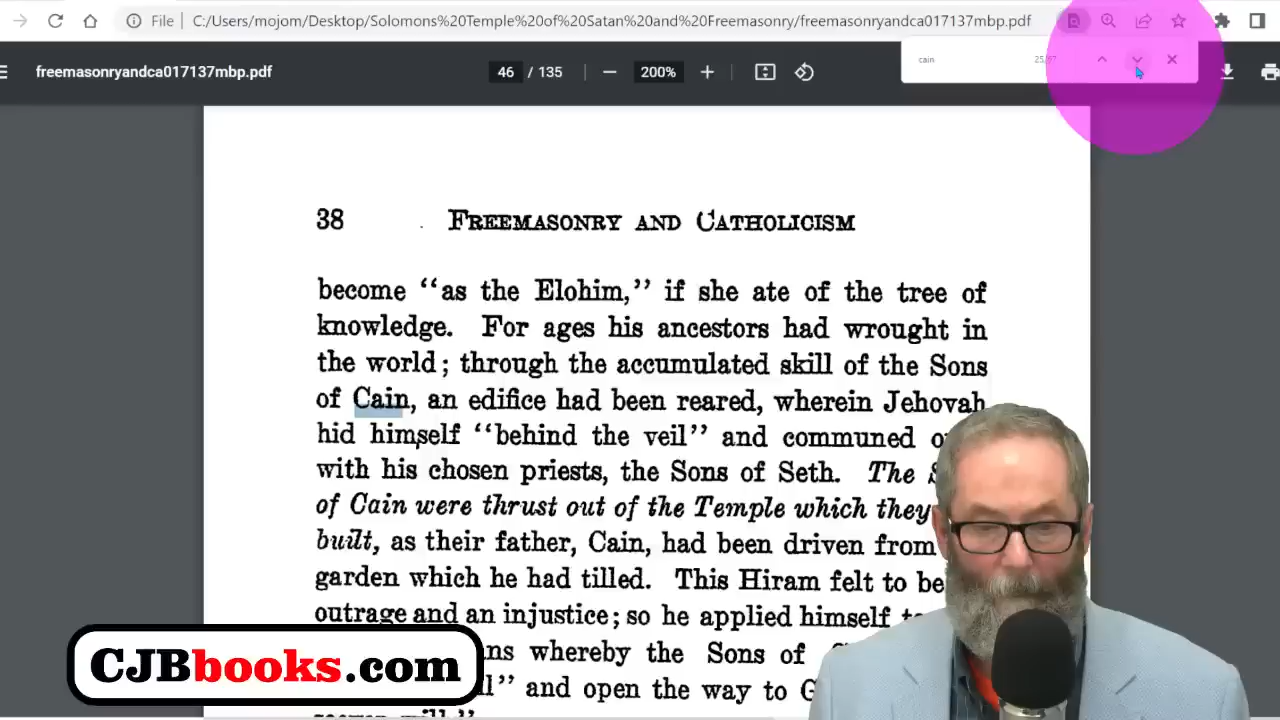 File C:/Users/mojom/Desktop/Solomons%20Temple%20of%20Satan%20and%20Freemasonry/freemasonryandca017137mbp.pdf
cain
freemasonryandca017137mbp.pdf 46 / 135 200%
38 FREEMASONRY AND CATHOLICISM
become “as the Elohim,” if she ate of the tree of
knowledge. For ages his ancestors had wrought in
the world; through the accumulated skill of the Sons
of Cain, an edifice had been reared, wherein Jehovah
hid himself “behind the veil” and communed
with his chosen priests, the Sons of Seth. The
of Cain were thrust out of the Temple which they
built, as their father, Cain, had been driven from
garden which he had tilled. This Hiram felt to be
outrage and an injustice; so he applied himself
whereby the Sons of
and open the way to
CJBbooks.com